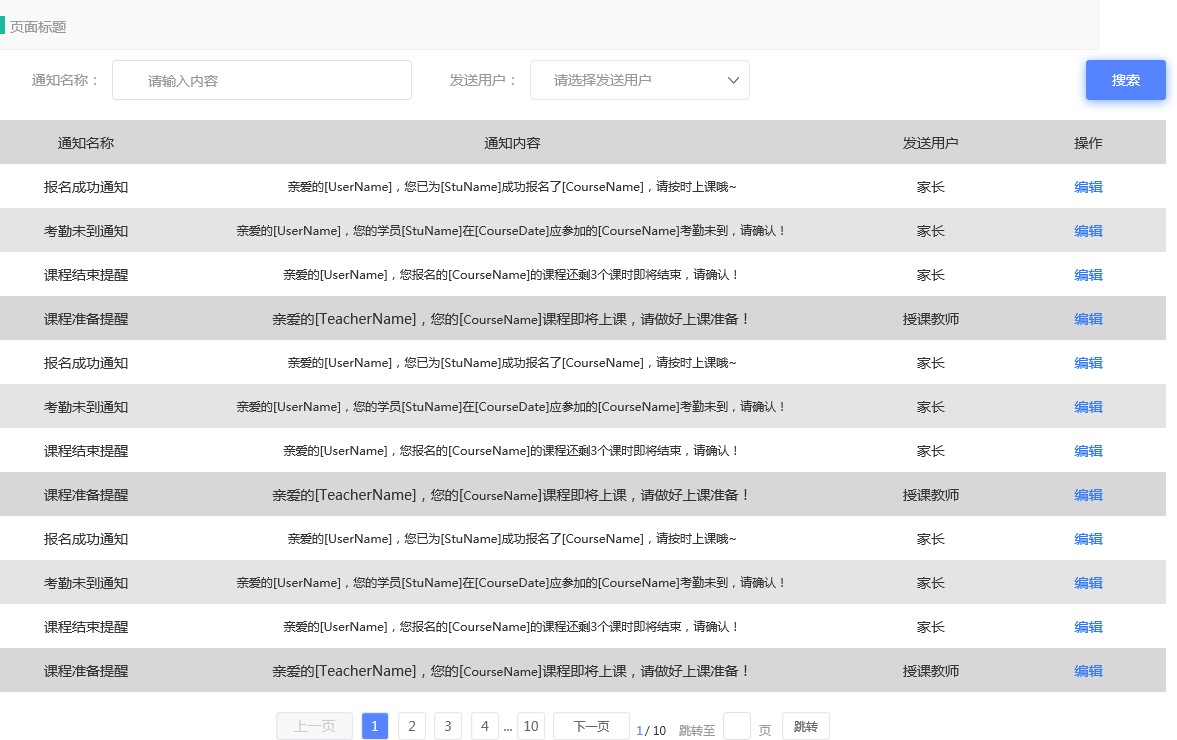 页面标题
通知名称： 请输入内容 发送用户： 请选择发送用户 搜索
通知名称 通知内容 发送用户 操作
报名成功通知 亲爱的[UserName]，您已为[StuName]成功报名了[CourseName]，请按时上课哦~ 家长 编辑
考勤未到通知 亲爱的[UserName]，您的学员[StuName]在[CourseDate]应参加的[CourseName]考勤未到，请确认！ 家长 编辑
课程结束提醒 亲爱的[UserName]，您报名的[CourseName]的课程还剩3个课时即将结束，请确认！ 家长 编辑
课程准备提醒 亲爱的[TeacherName]，您的[CourseName]课程即将上课，请做好上课准备！ 授课教师 编辑
报名成功通知 亲爱的[UserName]，您已为[StuName]成功报名了[CourseName]，请按时上课哦~ 家长 编辑
考勤未到通知 亲爱的[UserName]，您的学员[StuName]在[CourseDate]应参加的[CourseName]考勤未到，请确认！ 家长 编辑
课程结束提醒 亲爱的[UserName]，您报名的[CourseName]的课程还剩3个课时即将结束，请确认！ 家长 编辑
课程准备提醒 亲爱的[TeacherName]，您的[CourseName]课程即将上课，请做好上课准备！ 授课教师 编辑
报名成功通知 亲爱的[UserName]，您已为[StuName]成功报名了[CourseName]，请按时上课哦~ 家长 编辑
考勤未到通知 亲爱的[UserName]，您的学员[StuName]在[CourseDate]应参加的[CourseName]考勤未到，请确认！ 家长 编辑
课程结束提醒 亲爱的[UserName]，您报名的[CourseName]的课程还剩3个课时即将结束，请确认！ 家长 编辑
课程准备提醒 亲爱的[TeacherName]，您的[CourseName]课程即将上课，请做好上课准备！ 授课教师 编辑
上一页 1 2 3 4 ... 10 下一页 1/ 10 跳转至 页 跳转